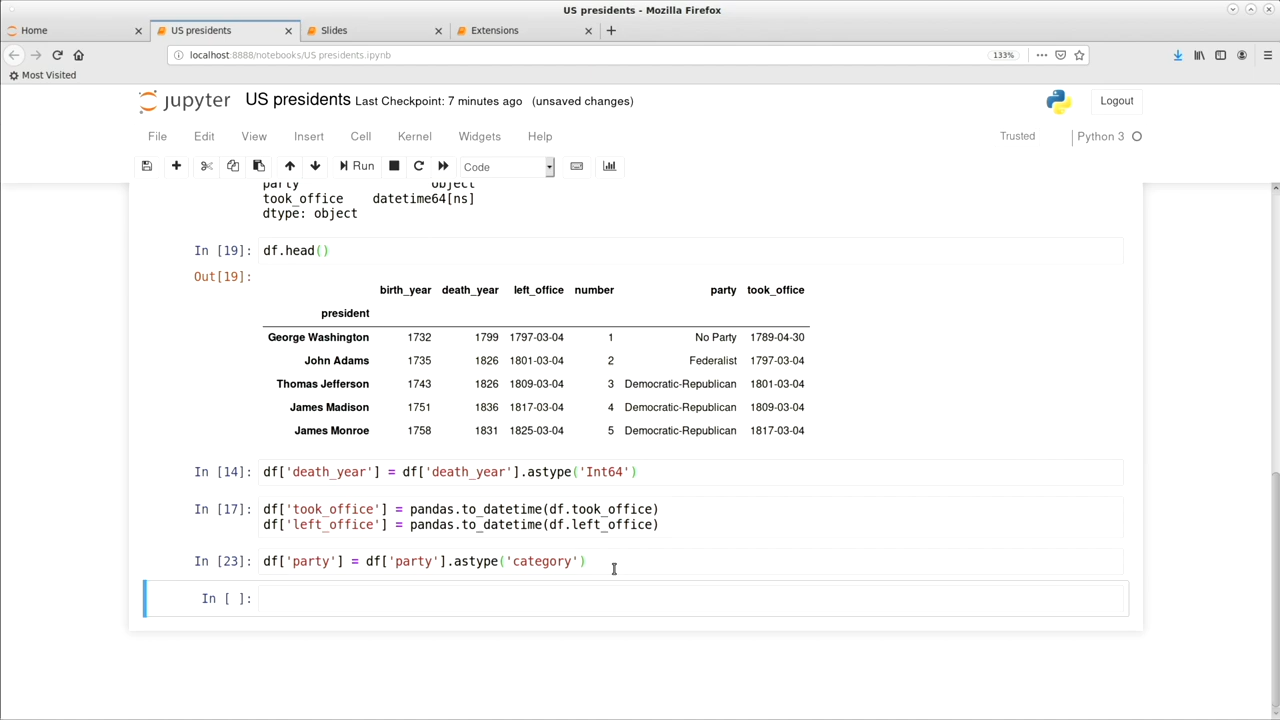 US presidents - Mozilla Firefox
Home
US presidents
Slides
Extensions
localhost:8888/notebooks/US presidents.ipynb
133%
Most Visited
jupyter US presidents Last Checkpoint: 7 minutes ago (unsaved changes)
Logout
File Edit View Insert Cell Kernel Widgets Help
Trusted Python 3
Run Code
party object
took_office datetime64[ns]
dtype: object
In [19]: df.head()
Out[19]:
birth_year death_year left_office number party took_office
president
George Washington 1732 1799 1797-03-04 1 No Party 1789-04-30
John Adams 1735 1826 1801-03-04 2 Federalist 1797-03-04
Thomas Jefferson 1743 1826 1809-03-04 3 Democratic-Republican 1801-03-04
James Madison 1751 1836 1817-03-04 4 Democratic-Republican 1809-03-04
James Monroe 1758 1831 1825-03-04 5 Democratic-Republican 1817-03-04
In [14]: df['death_year'] = df['death_year'].astype('Int64')
In [17]: df['took_office'] = pandas.to_datetime(df.took_office)
df['left_office'] = pandas.to_datetime(df.left_office)
In [23]: df['party'] = df['party'].astype('category')
In [ ]: